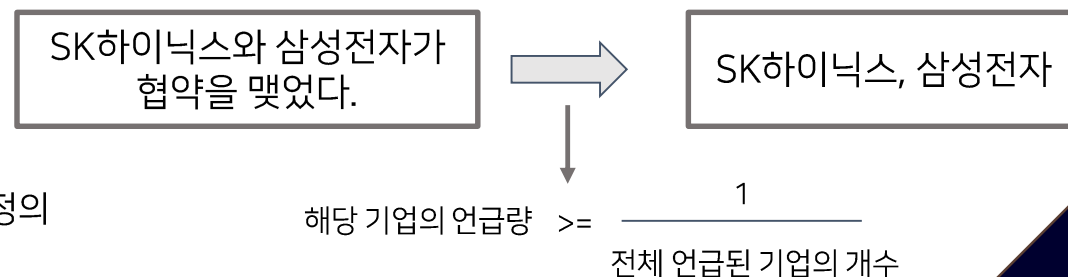 SK하이닉스와 삼성전자가
협약을 맺었다.
SK하이닉스, 삼성전자
정의
해당 기업의 언급량 >=
1
전체 언급된 기업의 개수